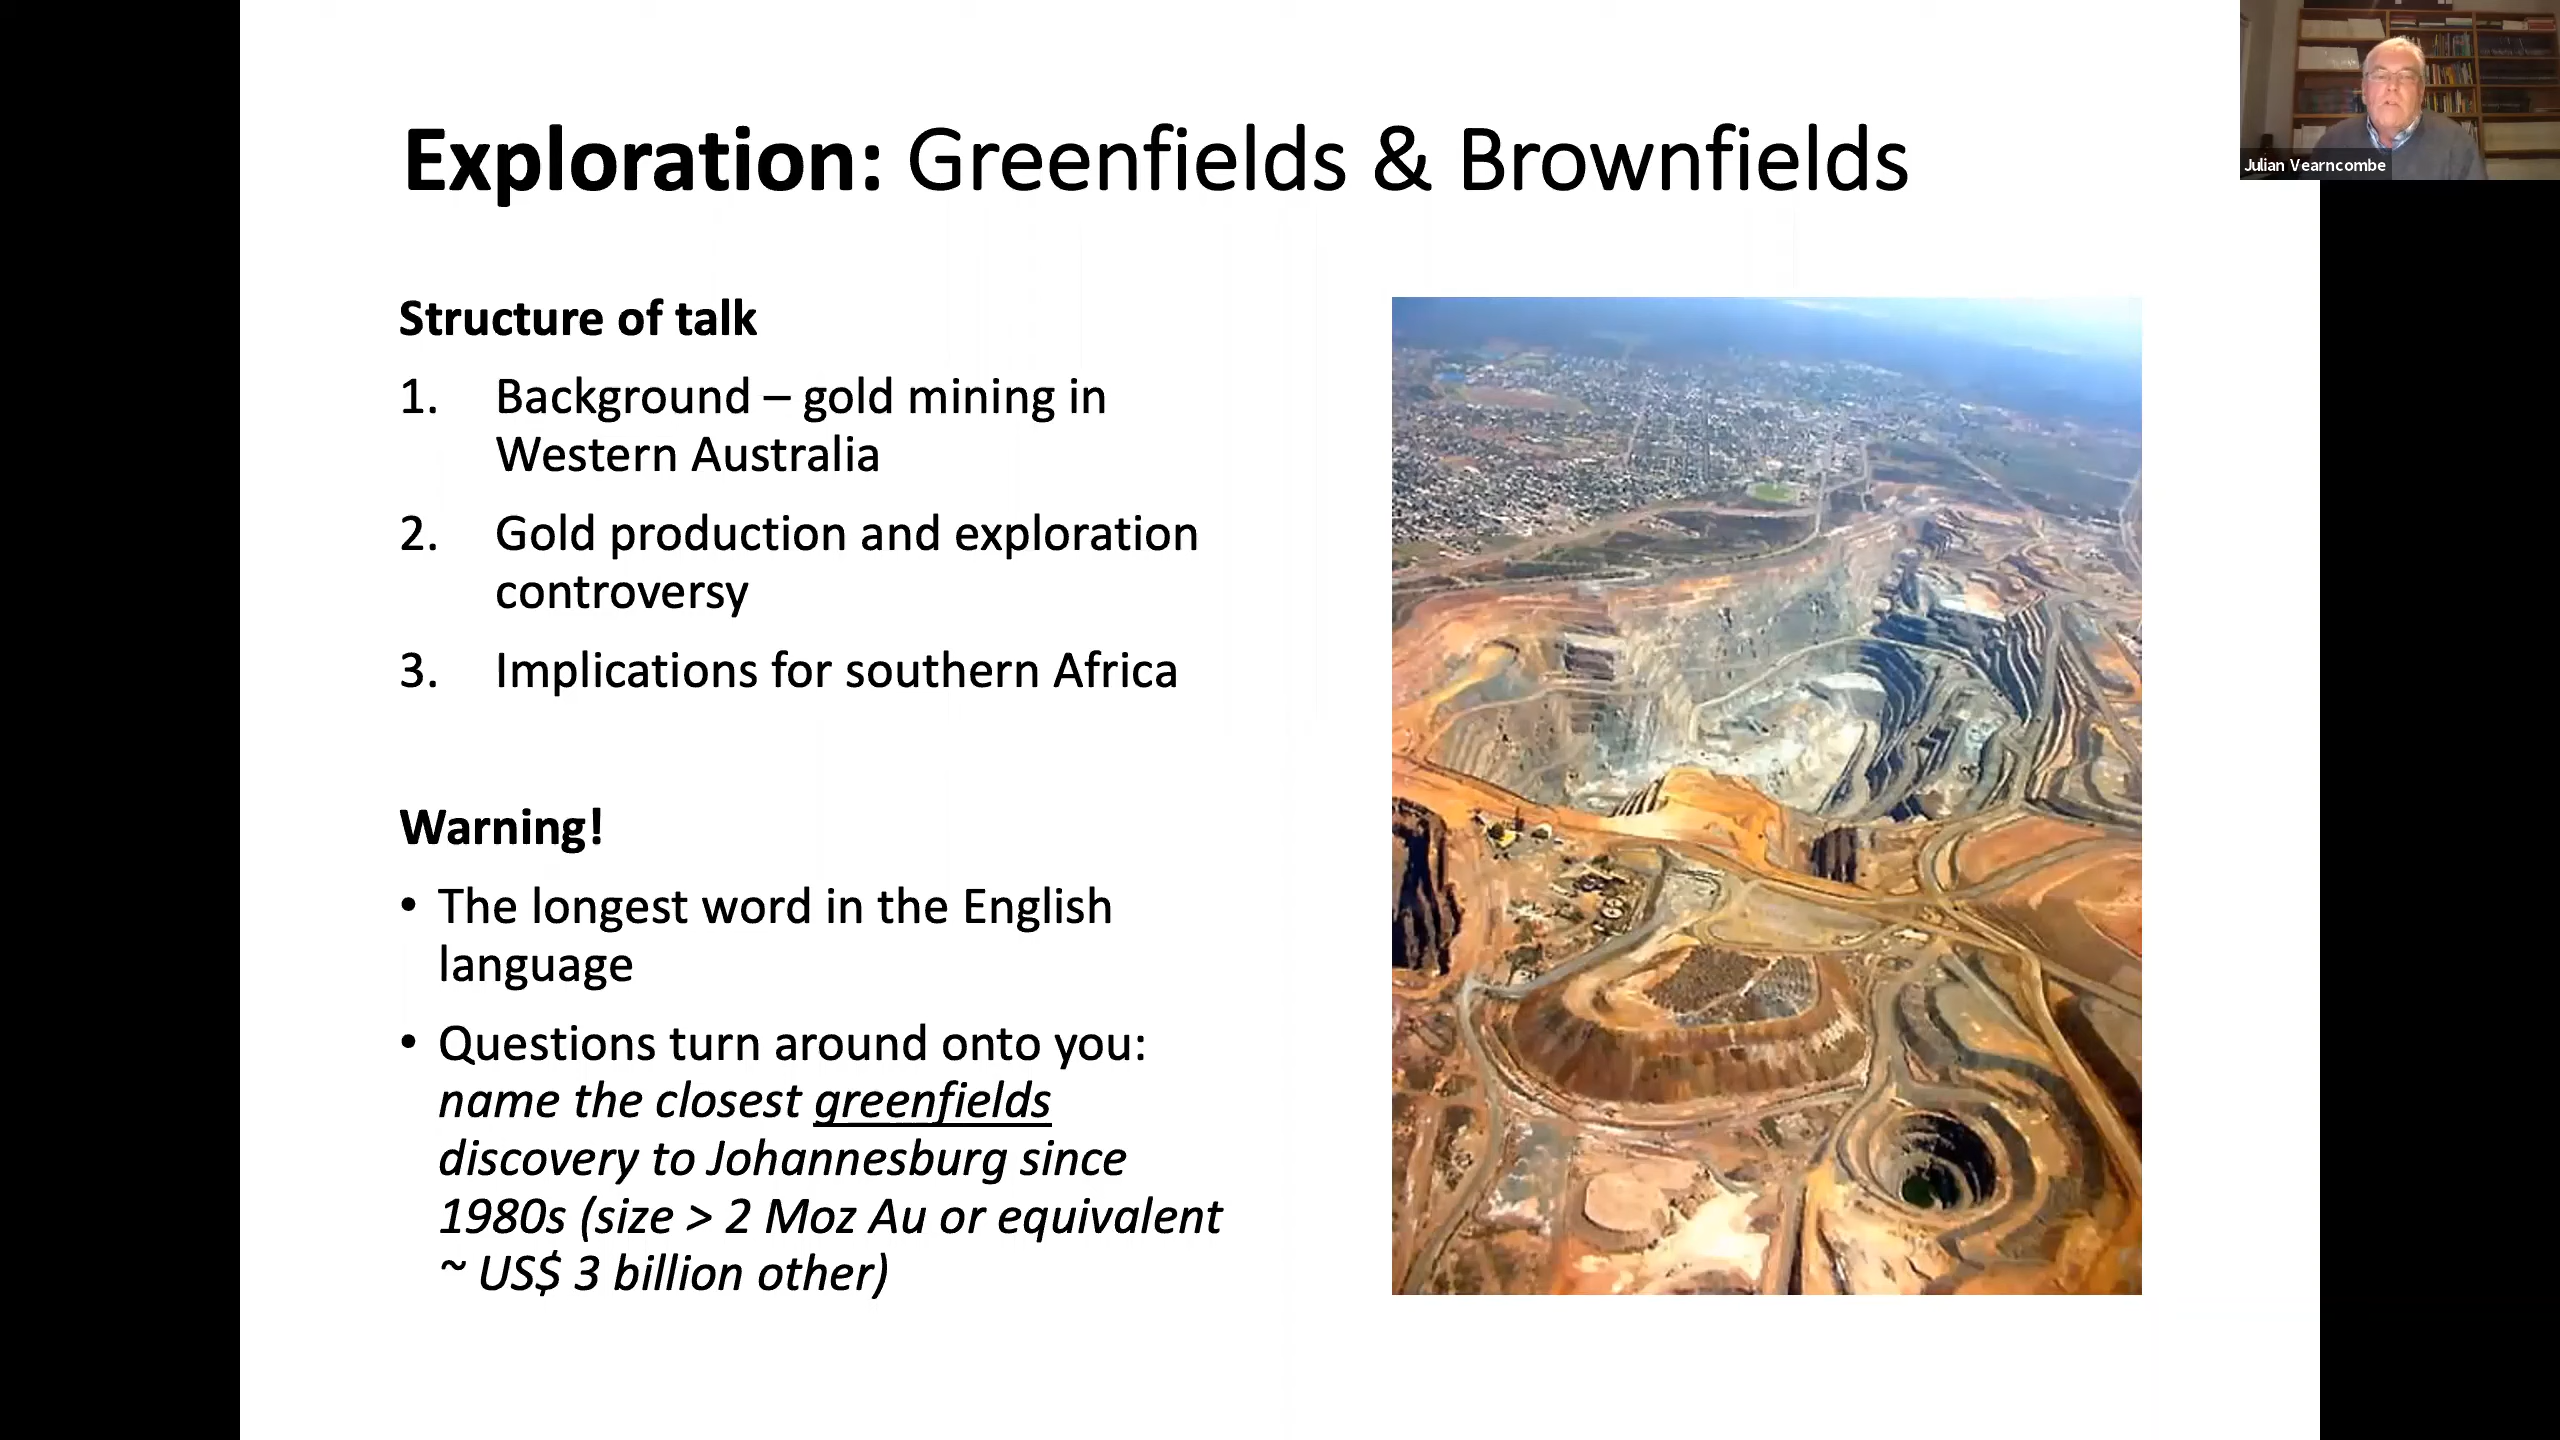 Exploration: Greenfields & Brownfields
Julian Vearncombe
Structure of talk
1. Background – gold mining in
Western Australia
2. Gold production and exploration
controversy
3. Implications for southern Africa
Warning!
• The longest word in the English
language
• Questions turn around onto you:
name the closest greenfields
discovery to Johannesburg since
1980s (size > 2 Moz Au or equivalent
~ US$ 3 billion other)